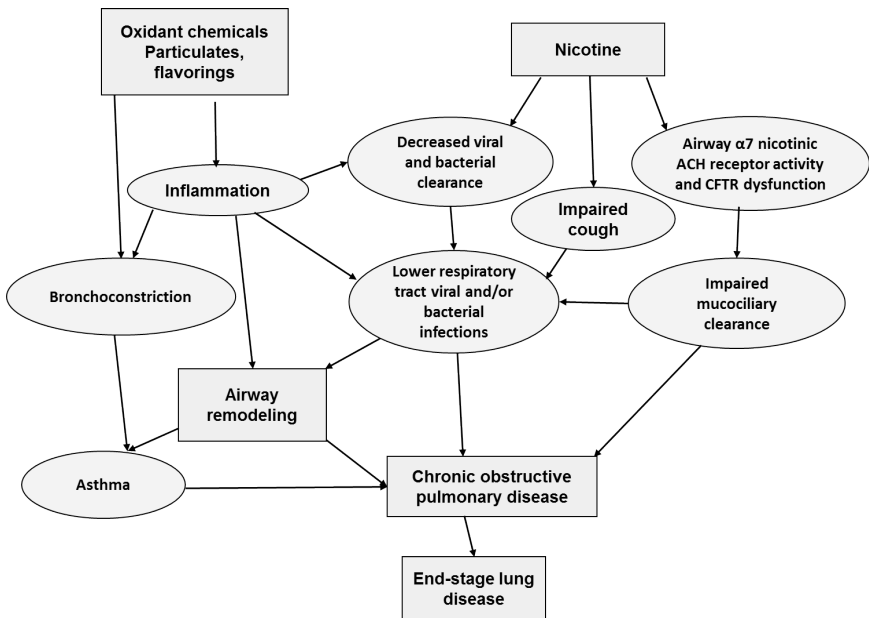 Oxidant chemicals
Particulates,
flavorings
Nicotine
Decreased viral
and bacterial
clearance
Airway α7 nicotinic
ACH receptor activity
and CFTR dysfunction
Inflammation
Impaired
cough
Bronchoconstriction
Lower respiratory
tract viral and/or
bacterial
infections
Impaired
mucociliary
clearance
Airway
remodeling
Asthma
Chronic obstructive
pulmonary disease
End-stage lung
disease